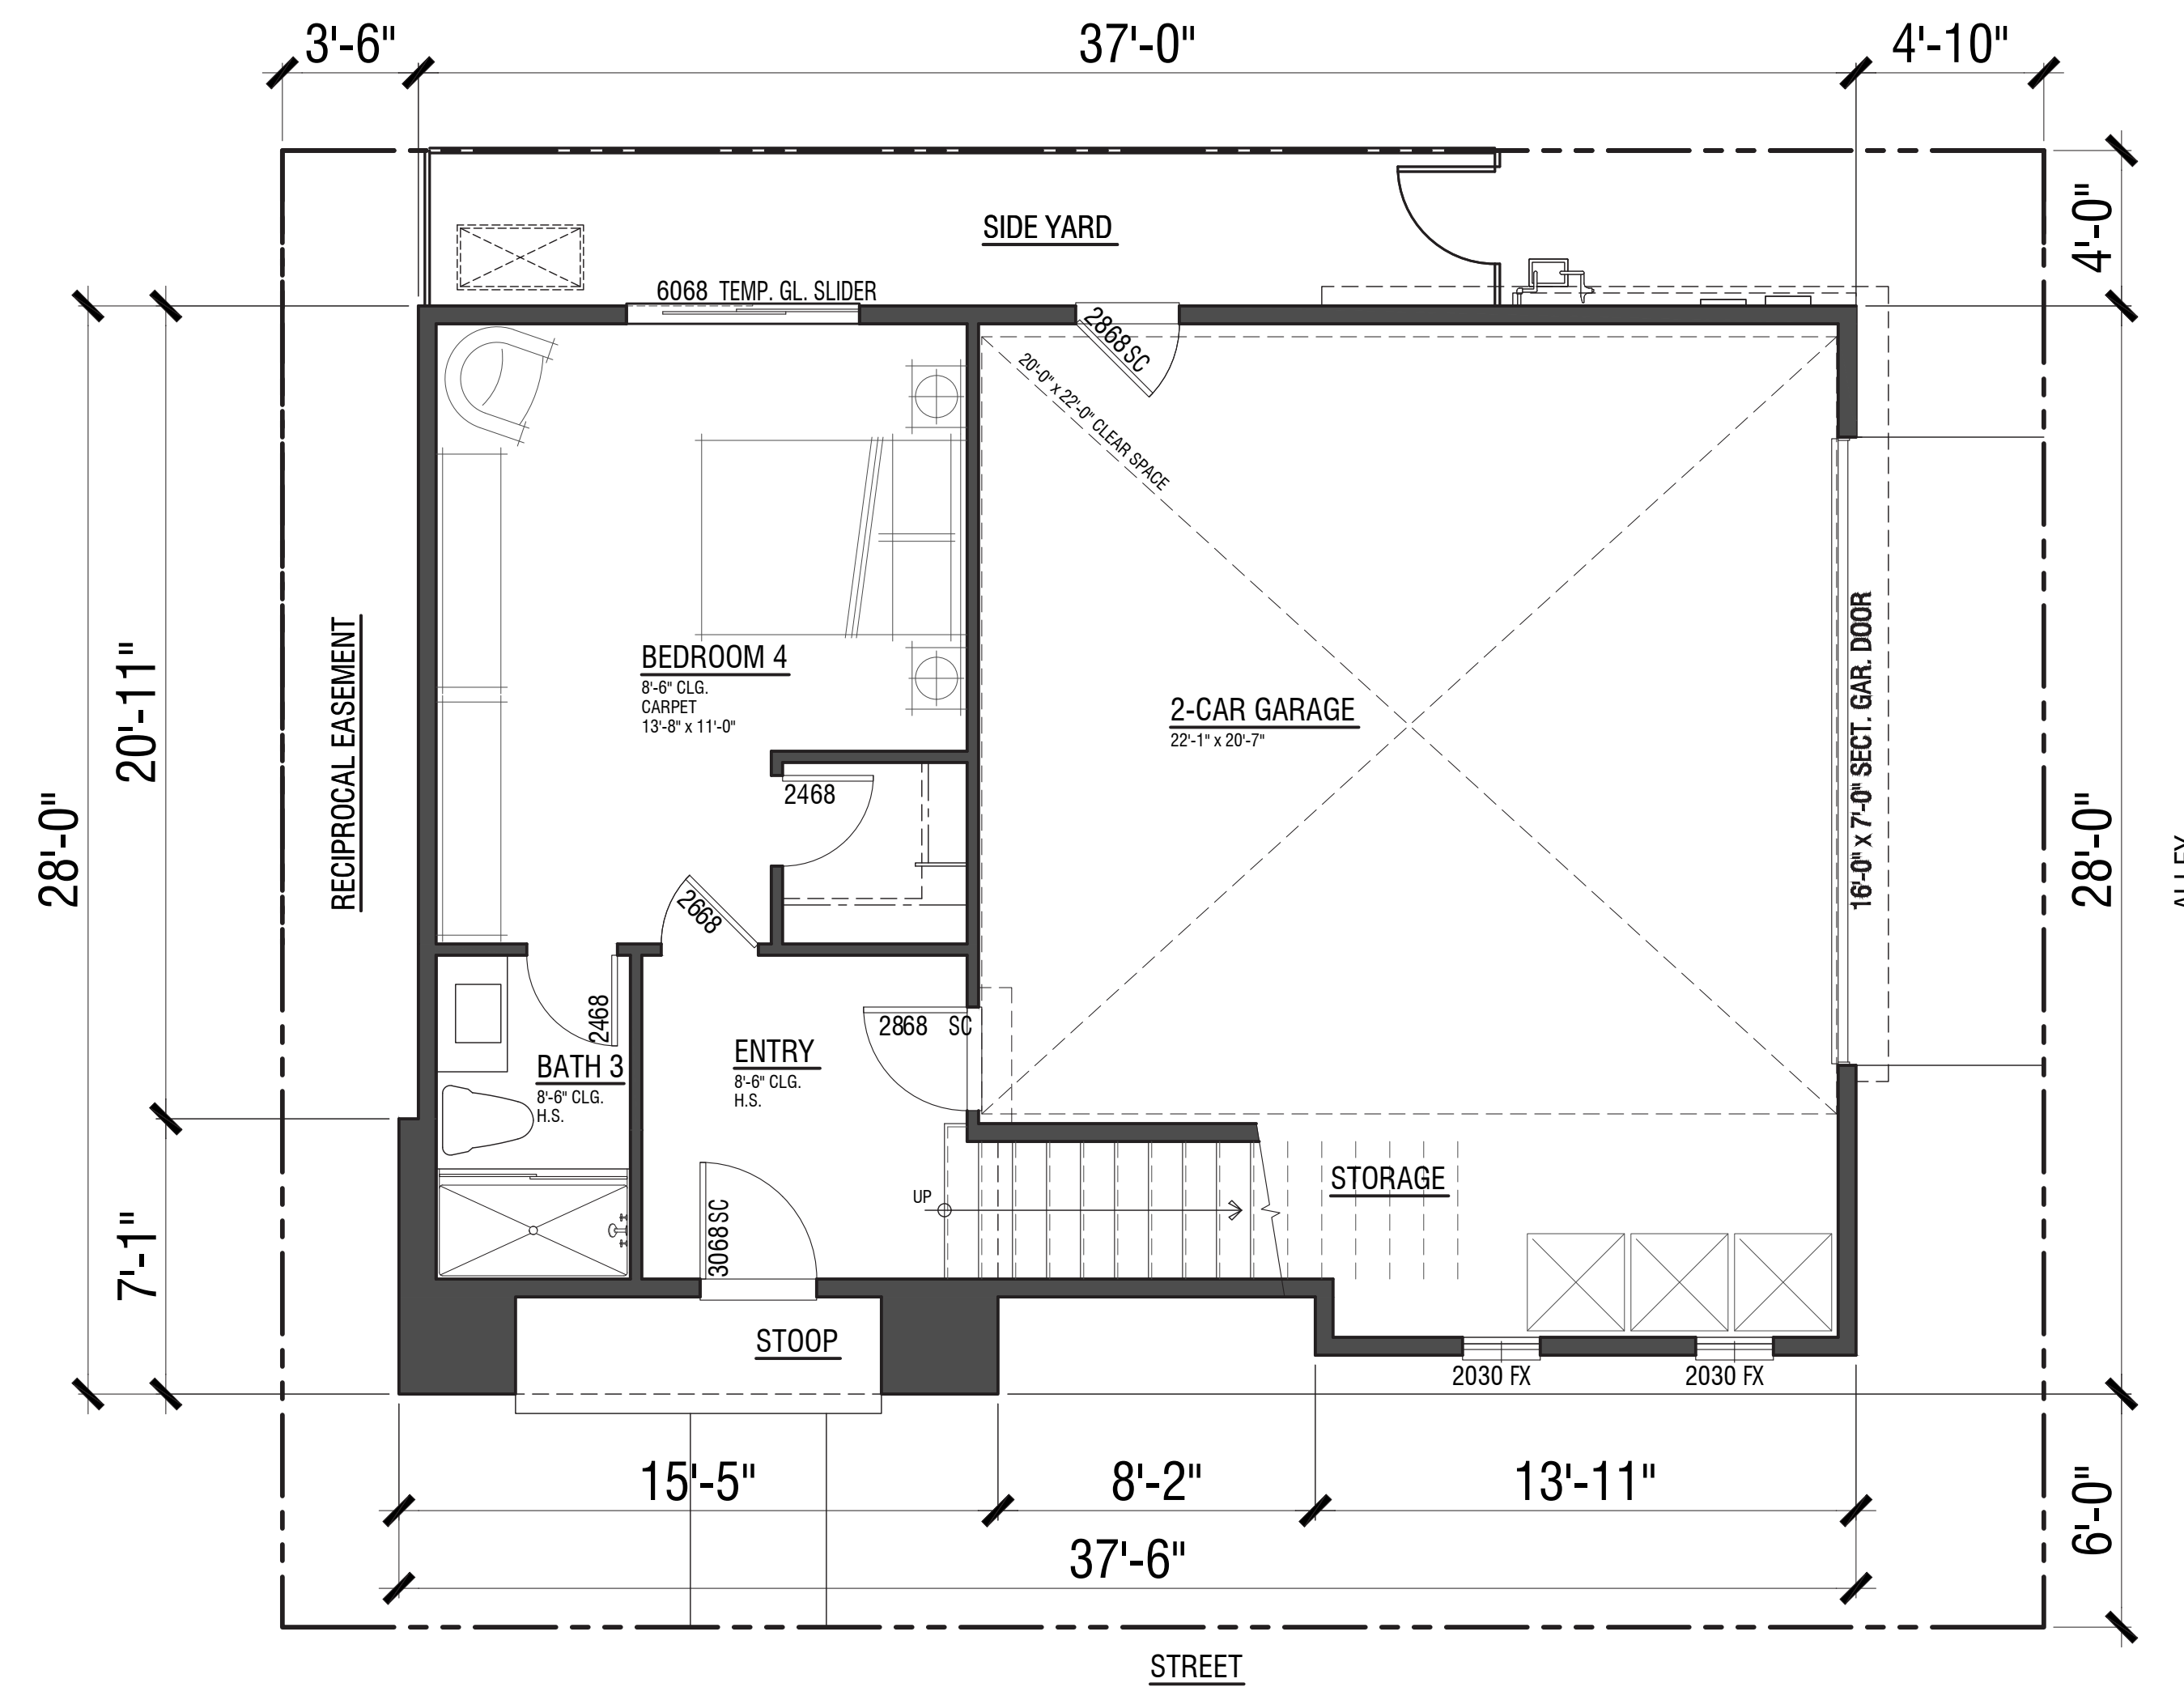 3'-6"
37'-0"
4'-10"
4'-0"
SIDE YARD
6068 TEMP. GL. SLIDER
2868 SC
20'-0" x 22'-0" CLEAR SPACE
28'-0"
20'-11"
RECIPROCAL EASEMENT
BEDROOM 4
8'-6" CLG.
CARPET
13'-8" x 11'-0"
2-CAR GARAGE
22'-1" x 20'-7"
16'-0" x 7'-0" SECT. GAR. DOOR
28'-0"
ALLEY
2468
2668
2468
2868 SC
BATH 3
8'-6" CLG.
H.S.
ENTRY
8'-6" CLG.
H.S.
7'-1"
UP
3068 SC
STORAGE
STOOP
2030 FX
2030 FX
15'-5"
8'-2"
13'-11"
6'-0"
37'-6"
STREET